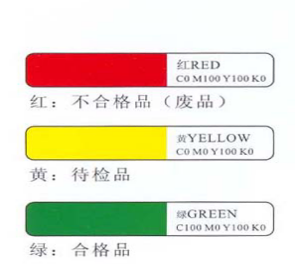 红RED
C0 M100 Y100 K0
红：不合格品（废品）
黄YELLOW
C0 M0 Y100 K0
黄：待检品
绿GREEN
C100 M0 Y100 K0
绿：合格品